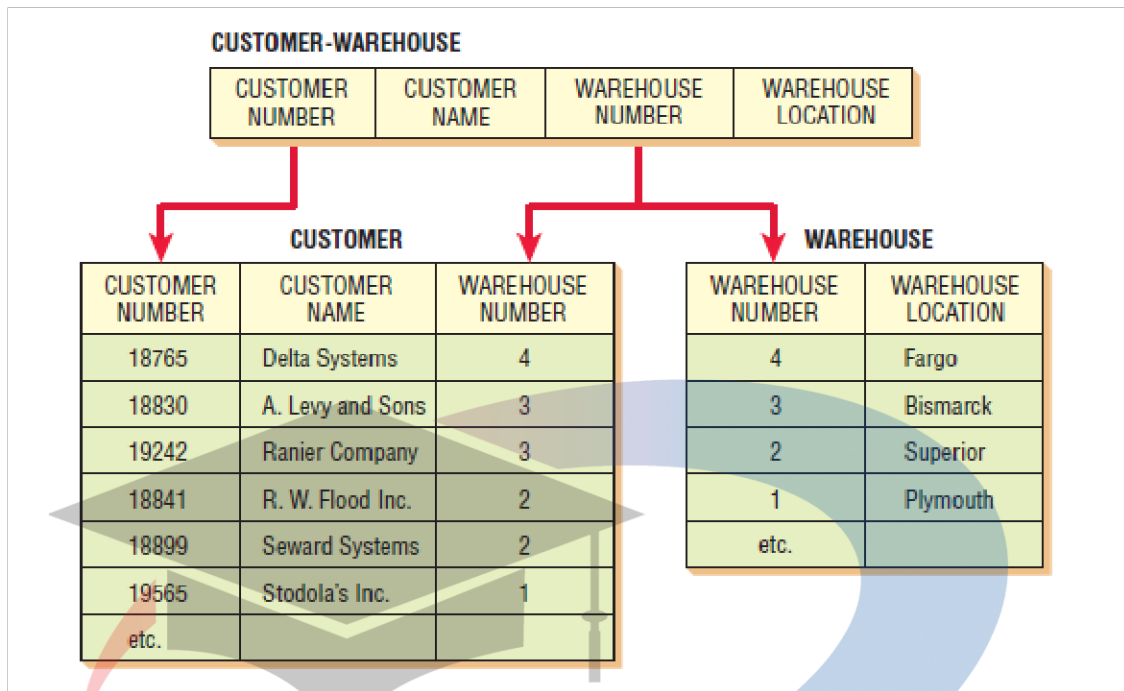 CUSTOMER-WAREHOUSE
CUSTOMER NUMBER CUSTOMER NAME WAREHOUSE NUMBER WAREHOUSE LOCATION
CUSTOMER
CUSTOMER NUMBER CUSTOMER NAME WAREHOUSE NUMBER
18765 Delta Systems 4
18830 A. Levy and Sons 3
19242 Ranier Company 3
18841 R. W. Flood Inc. 2
18899 Seward Systems 2
19565 Stodola's Inc. 1
etc.
WAREHOUSE
WAREHOUSE NUMBER WAREHOUSE LOCATION
4 Fargo
3 Bismarck
2 Superior
1 Plymouth
etc.